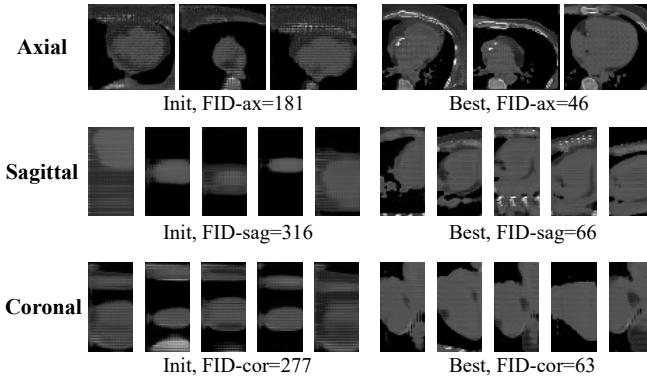 Axial
Init, FID-ax=181
Best, FID-ax=46
Sagittal
Init, FID-sag=316
Best, FID-sag=66
Coronal
Init, FID-cor=277
Best, FID-cor=63